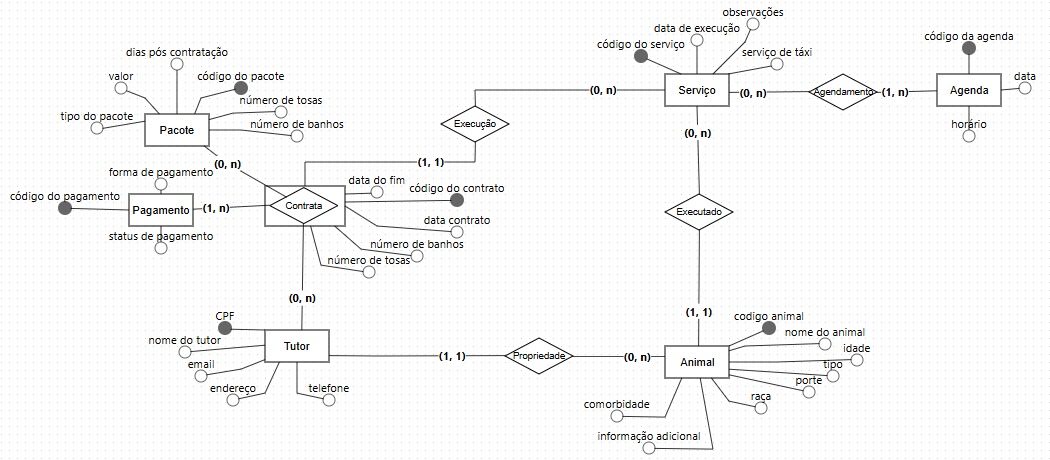 observações
data de execução
código do serviço
serviço de táxi
código da agenda
dias pós contratação
valor
código do pacote
número de tosas
tipo do pacote
número de banhos
Pacote
(0, n)
Serviço
(0, n)
Agendamento
(1, n)
Agenda
data
horário
Execução
(0, n)
(1, 1)
(0, n)
forma de pagamento
código do pagamento
Pagamento
(1, n)
status de pagamento
Contrata
data do fim
código do contrato
data contrato
número de banhos
número de tosas
Executado
(0, n)
(1, 1)
CPF
nome do tutor
email
endereço
telefone
Tutor
(1, 1)
Propriedade
(0, n)
Animal
codigo animal
nome do animal
idade
tipo
porte
raça
comorbidade
informação adicional